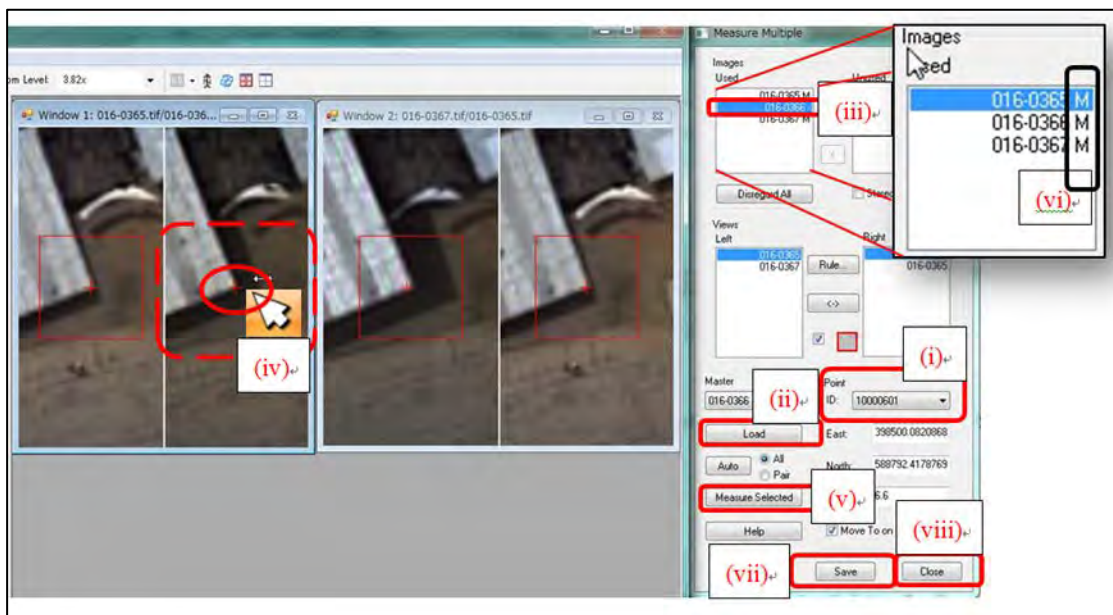 Measure Multiple
om Level: 3.82x
Images
Used
016-0365 M
016-0366
016-0367 M
(iii)
Images
016-0365 M
016-0366 M
016-0367 M
(vi)
Window 1: 016-0365.tif/016-036...
Window 2: 016-0367.tif/016-0365.tif
(iv)
Disregard All
Views
Left
Right
016-0365
016-0367
Rule...
016-0365
<->
(i)
Master
Point
016-0366
(ii)
ID:
10000601
Load
East:
398500.0820868
Auto
All
Pair
North:
588792.4178769
Measure Selected
(v)
6.6
Help
Move To on
(viii)
(vii)
Save
Close